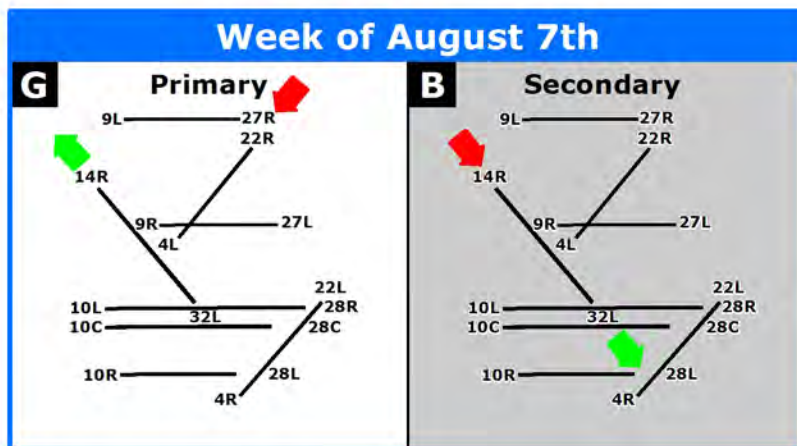 Week of August 7th
G Primary
9L 27R
22R
14R
9R 27L
4L
22L
10L 28R
32L
10C 28C
10R 28L
4R
B Secondary
9L 27R
22R
14R
9R 27L
4L
22L
10L 28R
32L
10C 28C
10R 28L
4R